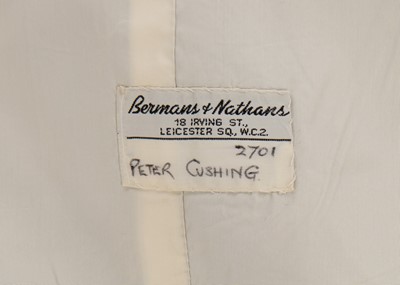 Bermans & Nathans
18 IRVING ST.,
LEICESTER SQ., W.C.2.
2701
PETER CUSHING